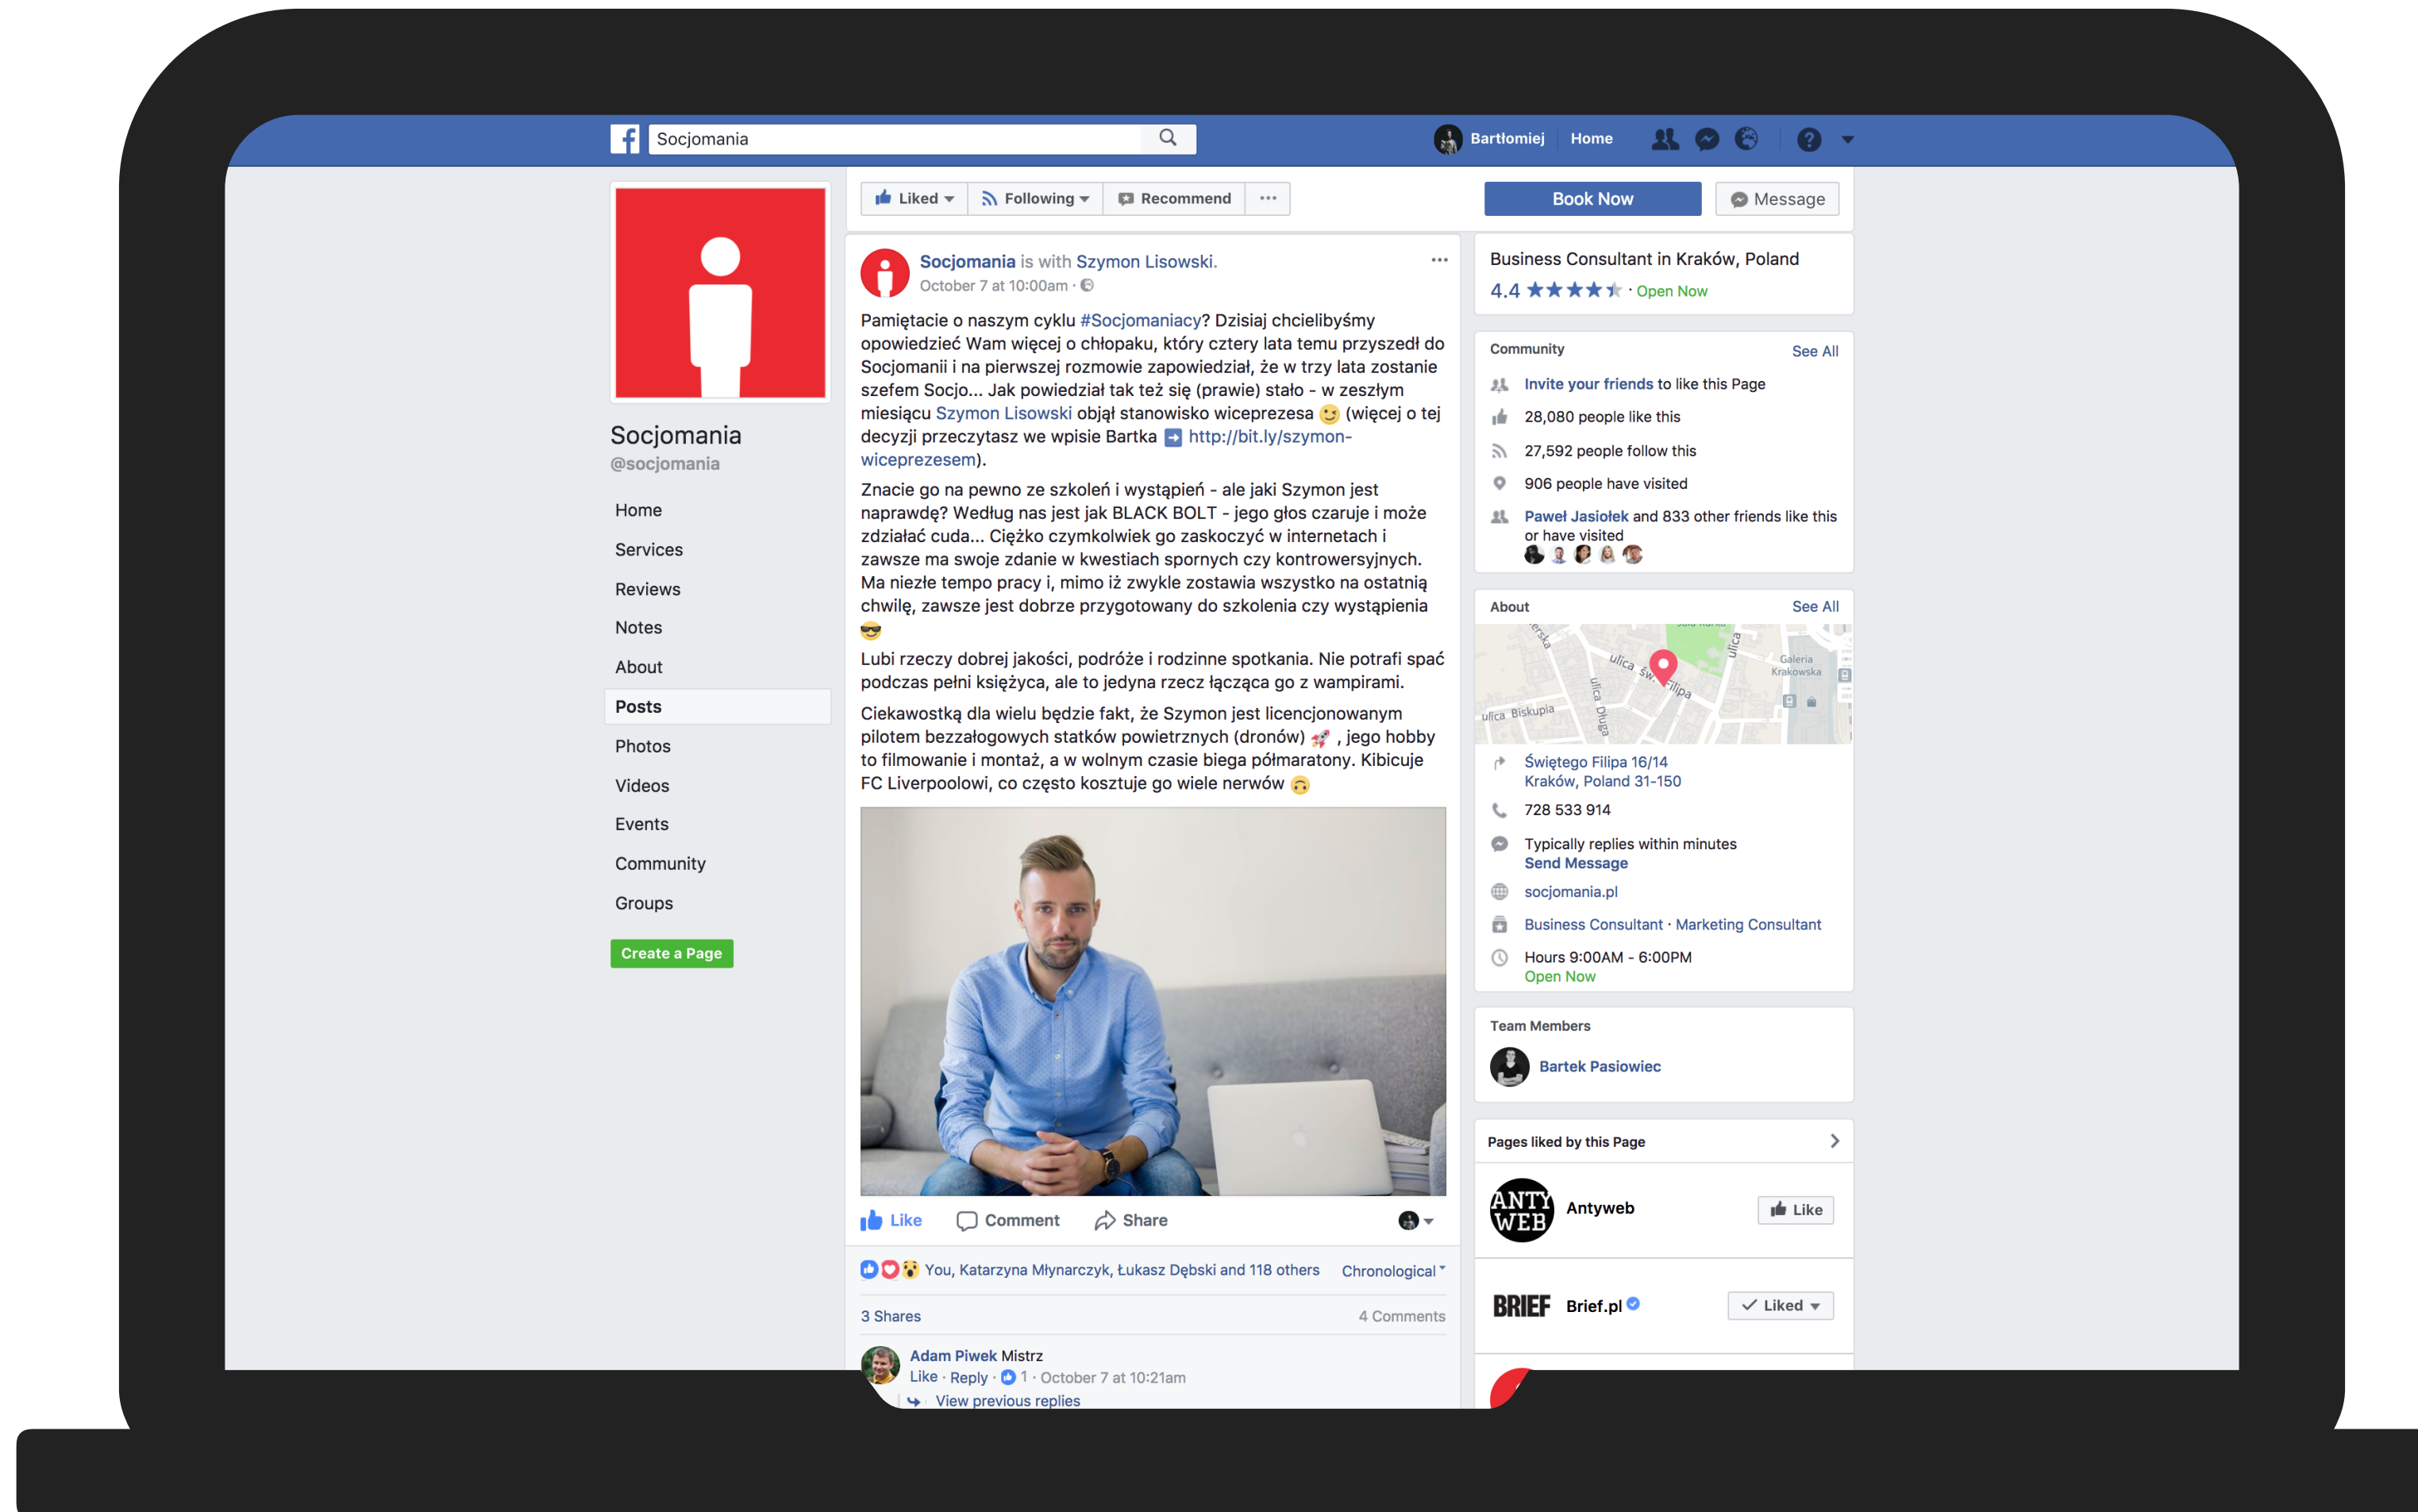 Socjomania
Bartłomiej
Home
Liked
Following
Recommend
Book Now
Message
Socjomania
@socjomania
Home
Services
Reviews
Notes
About
Posts
Photos
Videos
Events
Community
Groups
Create a Page
Socjomania is with Szymon Lisowski.
October 7 at 10:00am ·
Pamiętacie o naszym cyklu #Socjomaniacy? Dzisiaj chcielibyśmy
opowiedzieć Wam więcej o chłopaku, który cztery lata temu przyszedł do
Socjomanii i na pierwszej rozmowie zapowiedział, że w trzy lata zostanie
szefem Socjo... Jak powiedział tak też się (prawie) stało - w zeszłym
miesiącu Szymon Lisowski objął stanowisko wiceprezesa 😉 (więcej o tej
decyzji przeczytasz we wpisie Bartka ➡ http://bit.ly/szymon-
wiceprezesem).
Znacie go na pewno ze szkoleń i wystąpień - ale jaki Szymon jest
naprawdę? Według nas jest jak BLACK BOLT - jego głos czaruje i może
zdziałać cuda... Ciężko czymkolwiek go zaskoczyć w internetach i
zawsze ma swoje zdanie w kwestiach spornych czy kontrowersyjnych.
Ma niezłe tempo pracy i, mimo iż zwykle zostawia wszystko na ostatnią
chwilę, zawsze jest dobrze przygotowany do szkolenia czy wystąpienia
😎
Lubi rzeczy dobrej jakości, podróże i rodzinne spotkania. Nie potrafi spać
podczas pełni księżyca, ale to jedyna rzecz łącząca go z wampirami.
Ciekawostką dla wielu będzie fakt, że Szymon jest licencjonowanym
pilotem bezzałogowych statków powietrznych (dronów) 🚀 , jego hobby
to filmowanie i montaż, a w wolnym czasie biega półmaratony. Kibicuje
FC Liverpoolowi, co często kosztuje go wiele nerwów 🙃
Like
Comment
Share
You, Katarzyna Młynarczyk, Łukasz Dębski and 118 others
Chronological
3 Shares
4 Comments
Adam Piwek Mistrz
Like · Reply · 1 · October 7 at 10:21am
View previous replies
Business Consultant in Kraków, Poland
4.4 ★★★★ · Open Now
Community
See All
Invite your friends to like this Page
28,080 people like this
27,592 people follow this
906 people have visited
Paweł Jasiołek and 833 other friends like this
or have visited
About
See All
ulica
ulica św. Filipa
Galeria
Krakowska
ulica Długa
ulica Biskupia
Świętego Filipa 16/14
Kraków, Poland 31-150
728 533 914
Typically replies within minutes
Send Message
socjomania.pl
Business Consultant · Marketing Consultant
Hours 9:00AM - 6:00PM
Open Now
Team Members
Bartek Pasiowiec
Pages liked by this Page
ANTY
WEB
Antyweb
Like
BRIEF
Brief.pl
Liked